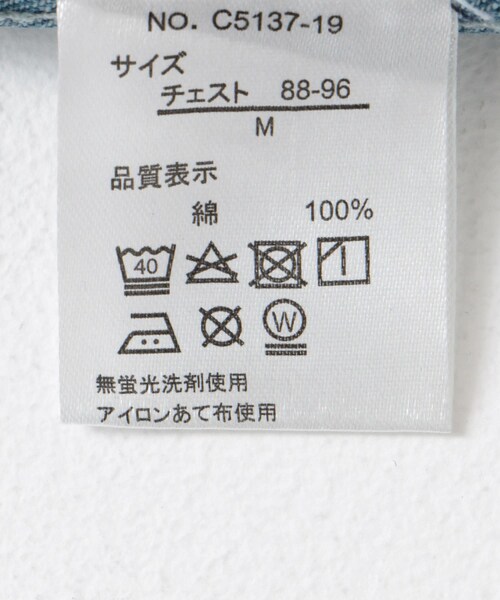 NO. C5137-19
サイズ
チェスト 88-96
M
品質表示
綿 100%
40
W
無蛍光洗剤使用
アイロンあて布使用